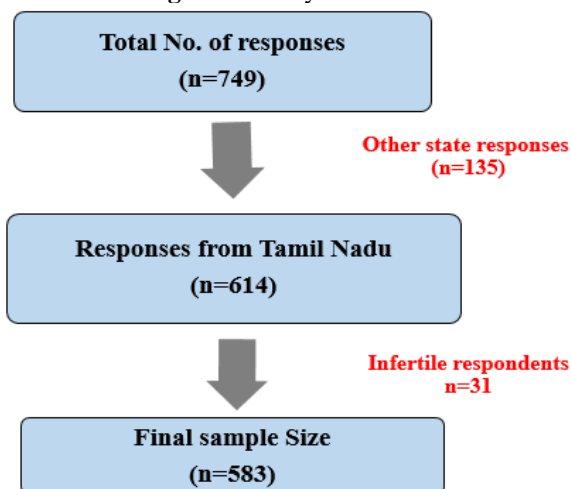 Total No. of responses
(n=749)
Other state responses
(n=135)
Responses from Tamil Nadu
(n=614)
Infertile respondents
n=31
Final sample Size
(n=583)